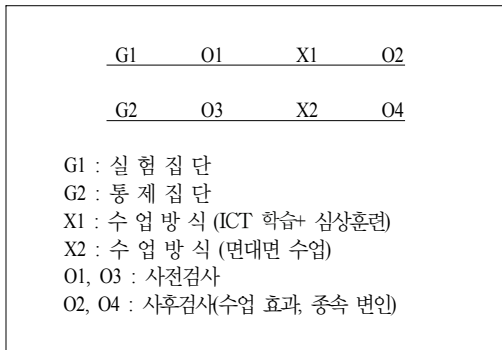 G1 O1 X1 O2
G2 O3 X2 O4
G1 : 실 험 집 단
G2 : 통 제 집 단
X1 : 수 업 방 식 (ICT 학습+ 심상훈련)
X2 : 수 업 방 식 (면대면 수업)
O1, O3 : 사전검사
O2, O4 : 사후검사(수업 효과, 종속 변인)